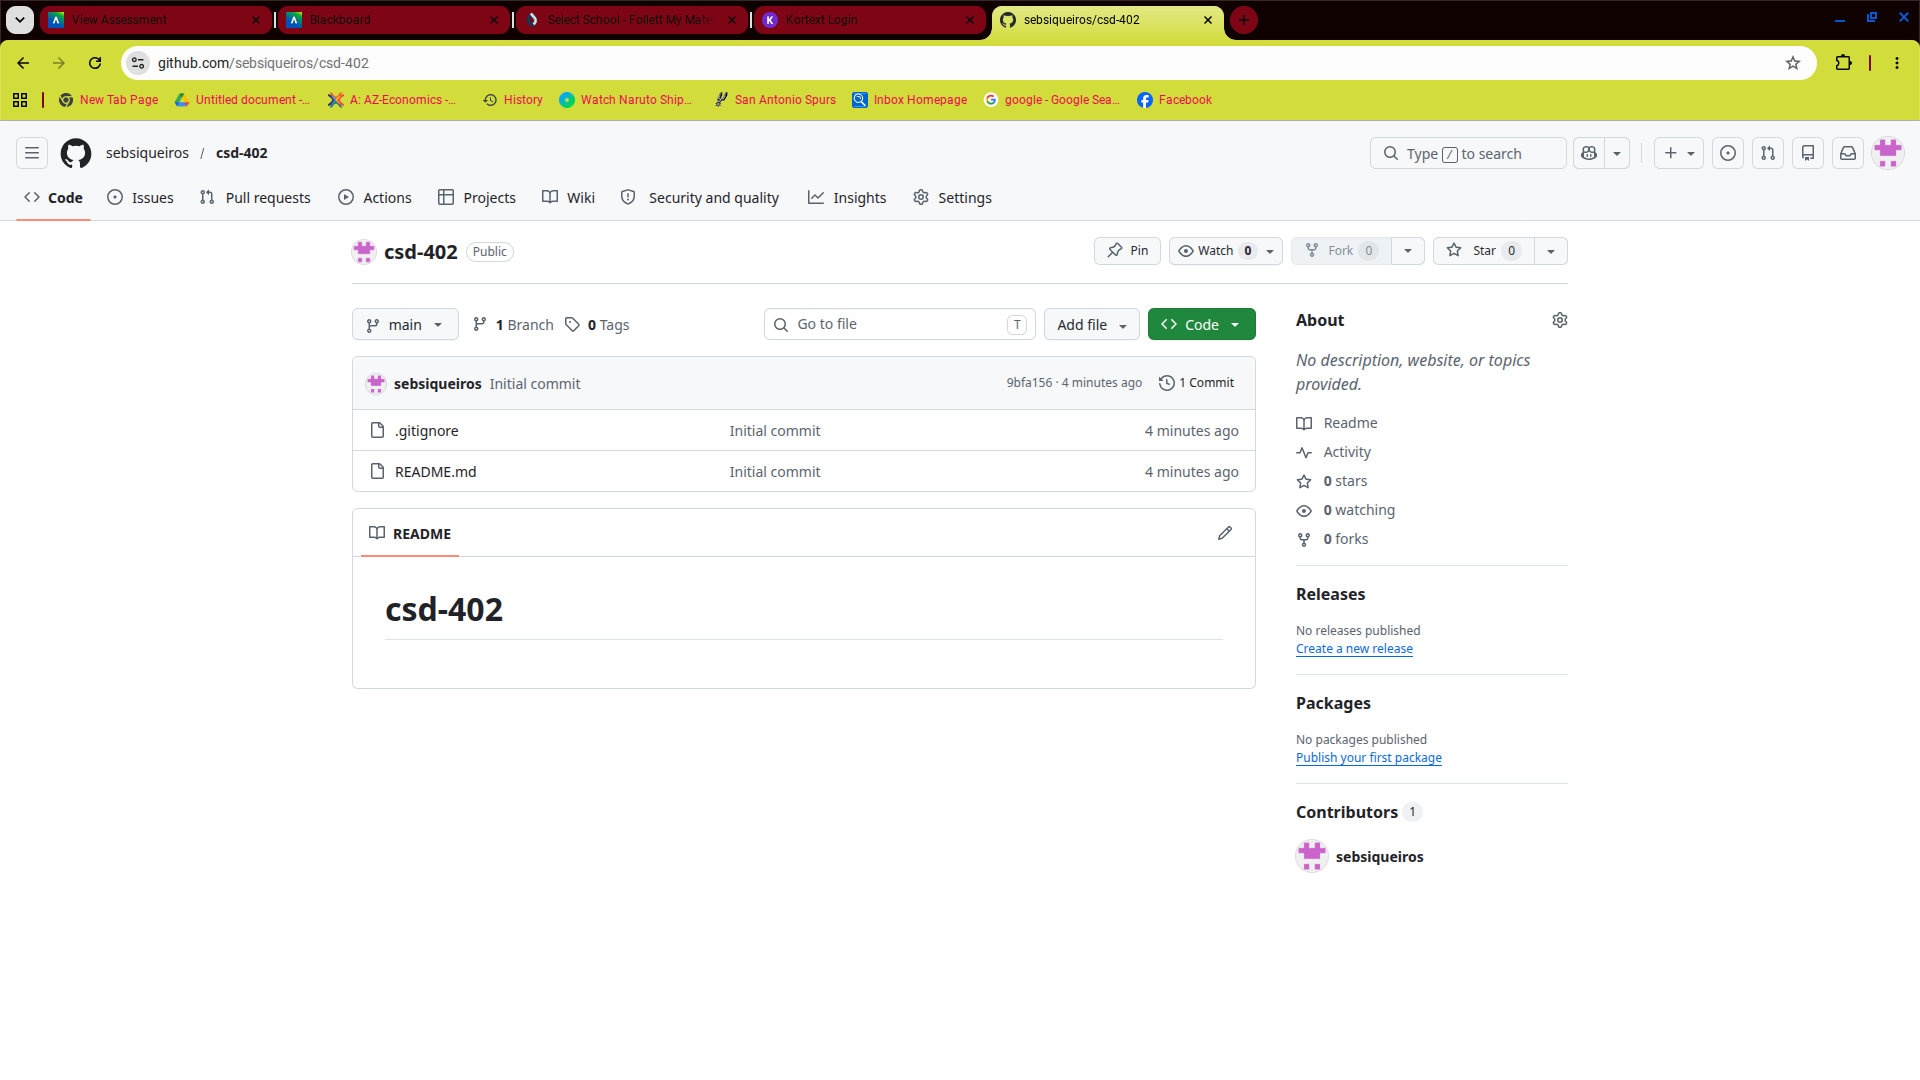 View Assessment
Blackboard
Select School - Follett My Mate
Kortext Login
sebsiqueiros/csd-402
github.com/sebsiqueiros/csd-402
New Tab Page
Untitled document -...
A: AZ-Economics -...
History
Watch Naruto Ship...
San Antonio Spurs
Inbox Homepage
google - Google Sea...
Facebook
sebsiqueiros / csd-402
Type / to search
Code
Issues
Pull requests
Actions
Projects
Wiki
Security and quality
Insights
Settings
csd-402 Public
Pin
Watch 0
Fork 0
Star 0
main
1 Branch
0 Tags
Go to file T
Add file
Code
sebsiqueiros Initial commit
9bfa156 · 4 minutes ago
1 Commit
.gitignore Initial commit 4 minutes ago
README.md Initial commit 4 minutes ago
README
csd-402
About
No description, website, or topics
provided.
Readme
Activity
0 stars
0 watching
0 forks
Releases
No releases published
Create a new release
Packages
No packages published
Publish your first package
Contributors 1
sebsiqueiros